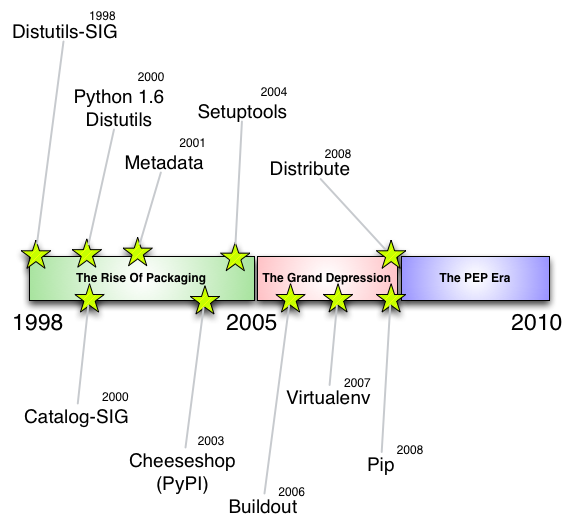 1998
Distutils-SIG
2000
Python 1.6
Distutils
2004
Setuptools
2001
Metadata
2008
Distribute
The Rise Of Packaging
The Grand Depression
The PEP Era
1998
2005
2010
2000
Catalog-SIG
2007
Virtualenv
2003
Cheeseshop
(PyPI)
2008
Pip
2006
Buildout